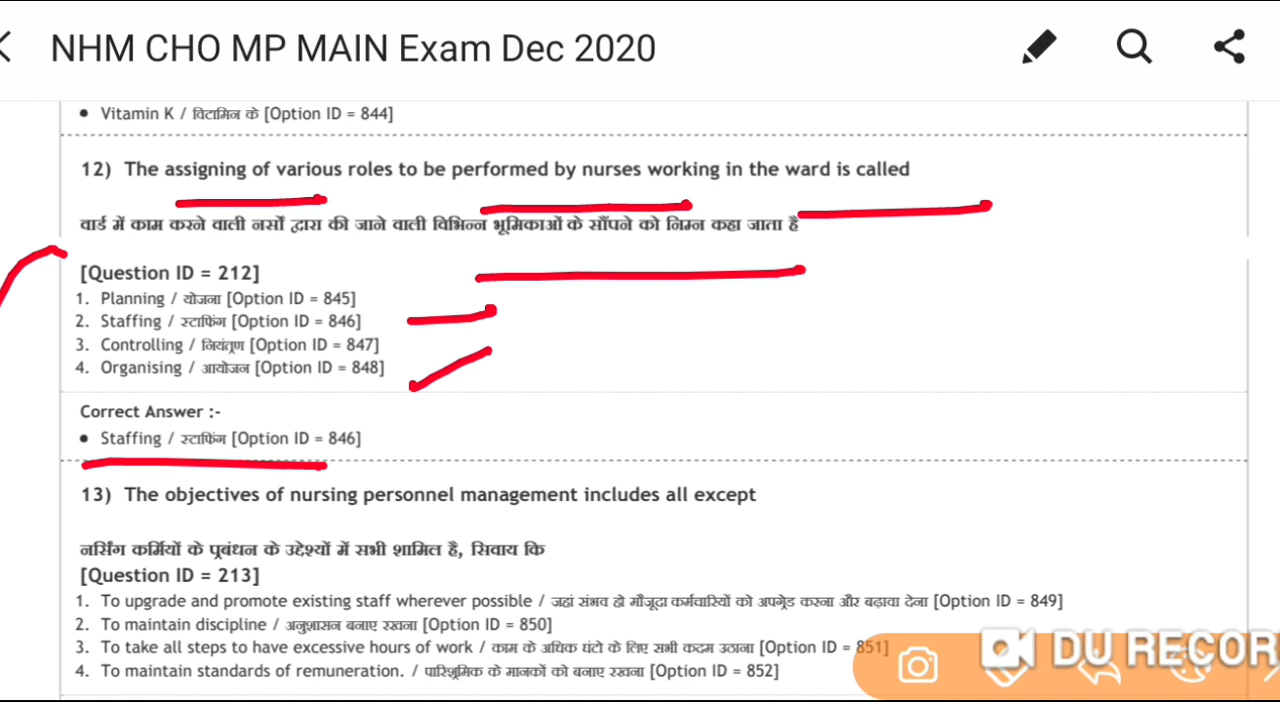 NHM CHO MP MAIN Exam Dec 2020
• Vitamin K / विटामिन के [Option ID = 844]
12) The assigning of various roles to be performed by nurses working in the ward is called
वार्ड में काम करने वाली नर्सों द्वारा की जाने वाली विभिन्न भूमिकाओं के सौंपने को निम्न कहा जाता है
[Question ID = 212]
1. Planning / योजना [Option ID = 845]
2. Staffing / स्टाफिंग [Option ID = 846]
3. Controlling / नियंत्रण [Option ID = 847]
4. Organising / आयोजन [Option ID = 848]
Correct Answer :-
• Staffing / स्टाफिंग [Option ID = 846]
13) The objectives of nursing personnel management includes all except
नर्सिंग कर्मियों के प्रबंधन के उद्देश्यों में सभी शामिल है, सिवाय कि
[Question ID = 213]
1. To upgrade and promote existing staff wherever possible / जहां संभव हो मौजूदा कर्मचारियों को अपग्रेड करना और बढ़ावा देना [Option ID = 849]
2. To maintain discipline / अनुशासन बनाए रखना [Option ID = 850]
3. To take all steps to have excessive hours of work / काम के अधिक घंटो के लिए सभी कदम उठाना [Option ID = 851]
4. To maintain standards of remuneration. / पारिश्रमिक के मानकों को बनाए रखना [Option ID = 852]
DU RECOR